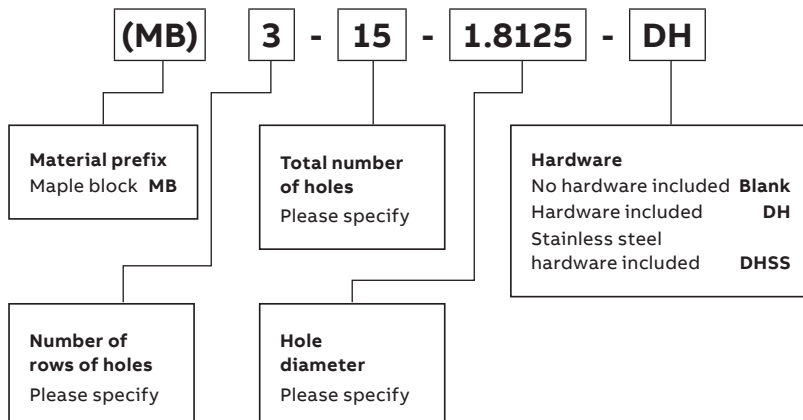 (MB) 3 - 15 - 1.8125 - DH
Material prefix
Maple block MB
Total number
of holes
Please specify
Hardware
No hardware included Blank
Hardware included DH
Stainless steel
hardware included DHSS
Number of
rows of holes
Please specify
Hole
diameter
Please specify